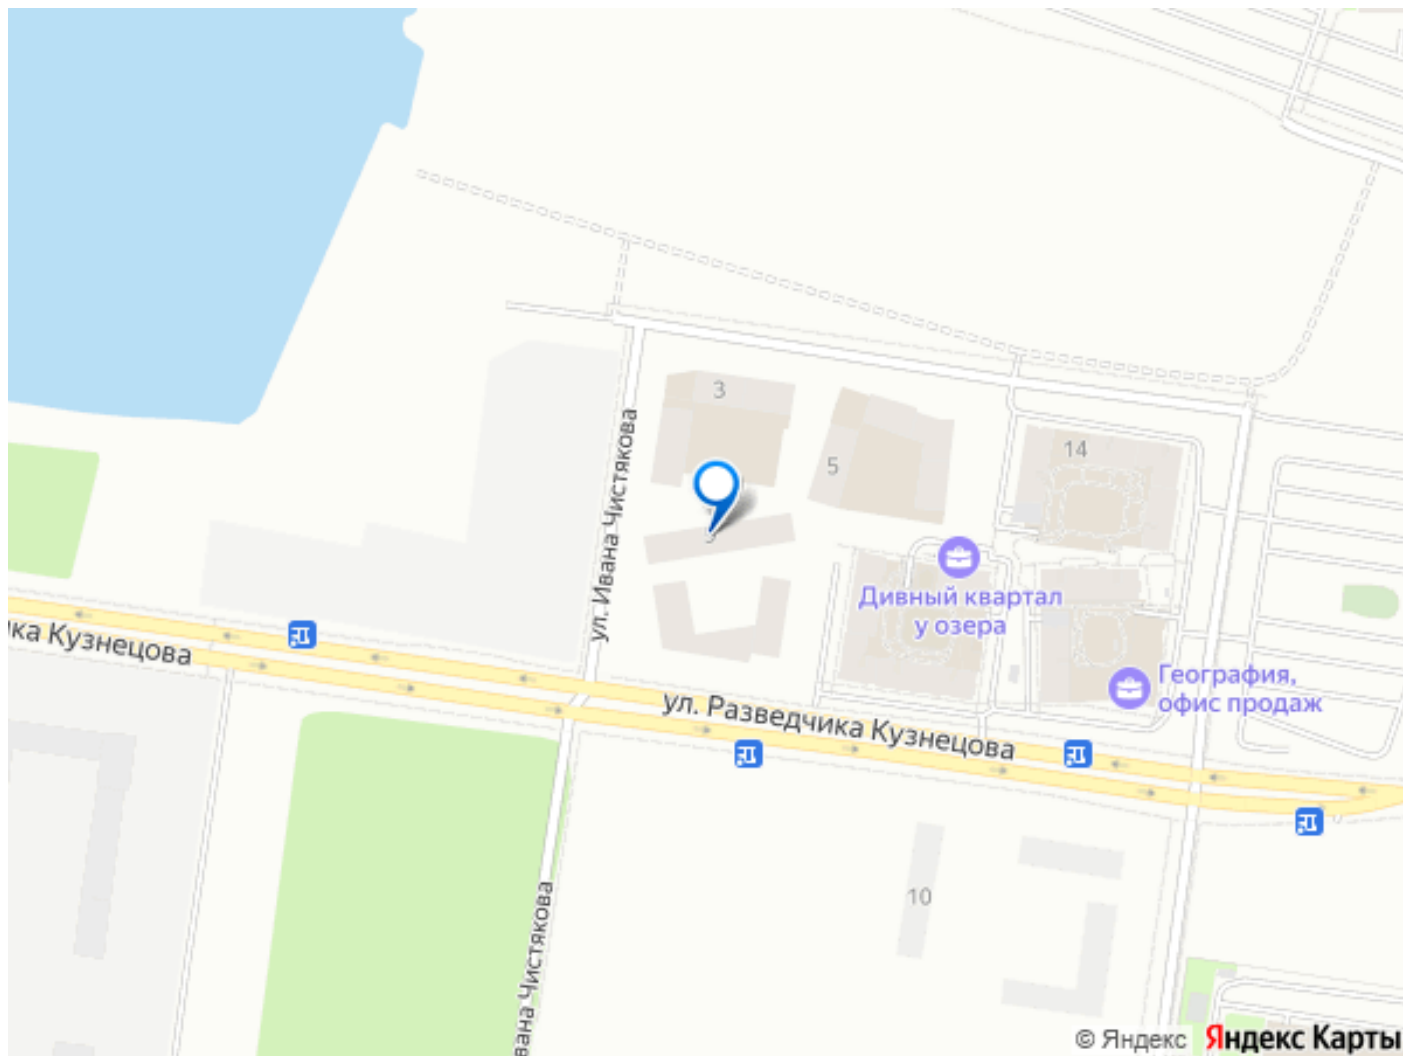 3
ул. Ивана Чистякова
14
5
Дивный квартал
у озера
ка Кузнецова
География,
офис продаж
ул. Разведчика Кузнецова
10
вана Чистякова
© Яндекс Яндекс Карты